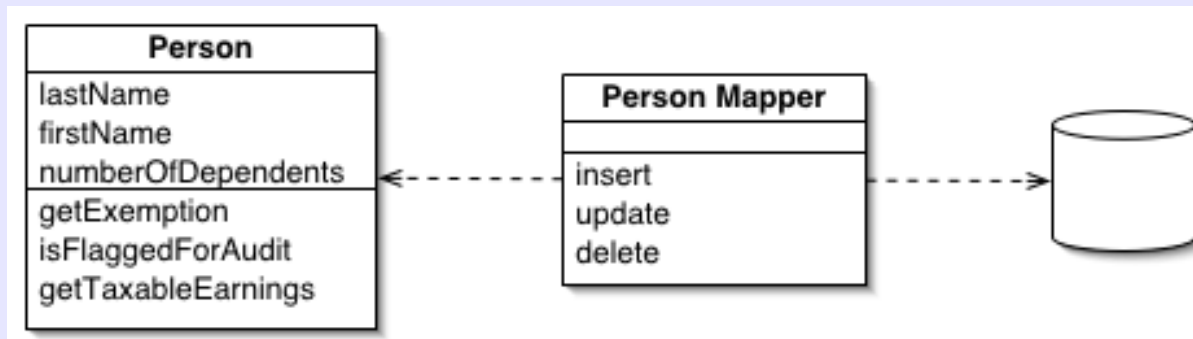 Person
lastName
firstName
numberOfDependents
getExemption
isFlaggedForAudit
getTaxableEarnings
Person Mapper
insert
update
delete